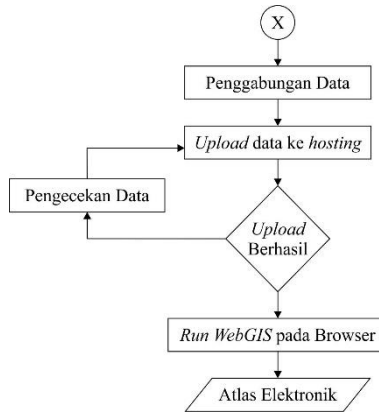 X
Penggabungan Data
Upload data ke hosting
Pengecekan Data
Upload
Berhasil
Run WebGIS pada Browser
Atlas Elektronik